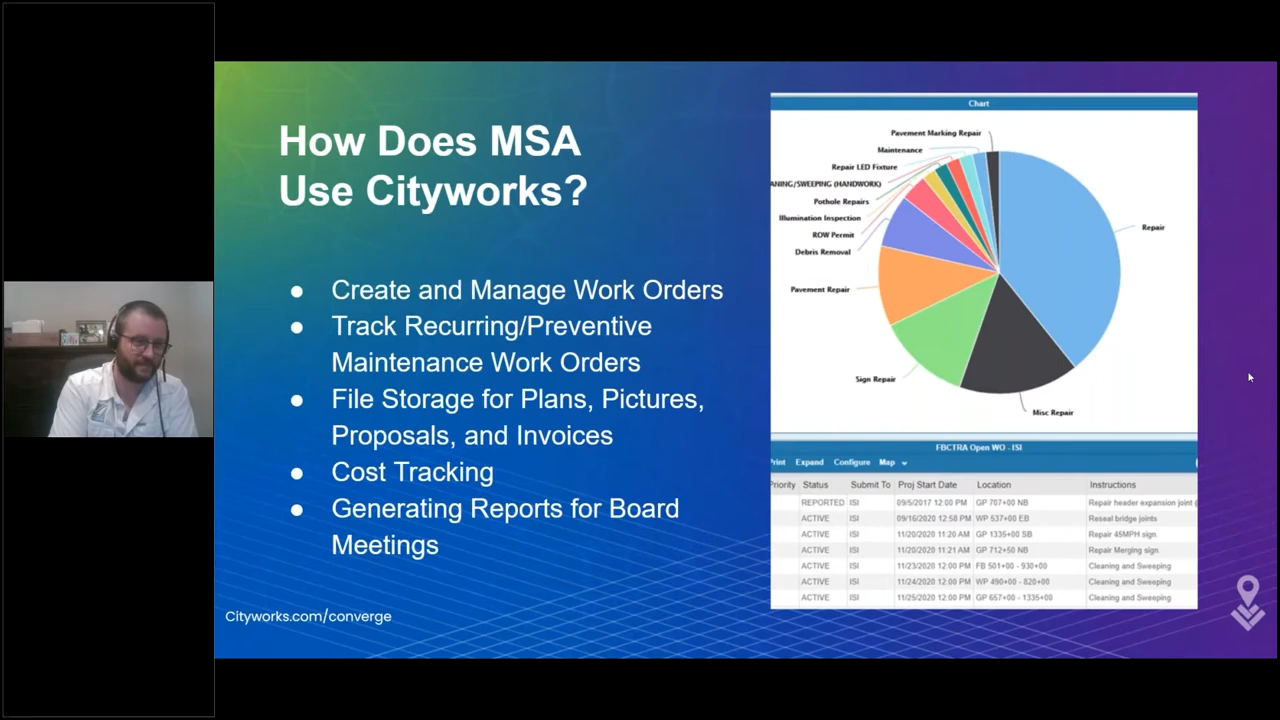 How Does MSA
Use Cityworks?
● Create and Manage Work Orders
● Track Recurring/Preventive
Maintenance Work Orders
● File Storage for Plans, Pictures,
Proposals, and Invoices
● Cost Tracking
● Generating Reports for Board
Meetings
Cityworks.com/converge
Chart
Pavement Marking Repair
Maintenance
Repair LED Fixture
ANING/SWEEPING (HANDWORK)
Pothole Repairs
Illumination Inspection
ROW Permit
Debris Removal
Repair
Pavement Repair
Sign Repair
Misc Repair
FBCTRA Open WO - ISI
Print Expand Configure Map
Priority Status Submit To Proj Start Date Location Instructions
REPORTED ISI 09/5/2017 12:00 PM GP 707+00 NB Repair header expansion joint (
ACTIVE ISI 09/16/2020 12:58 PM WP 537+00 EB Reseal bridge joints
ACTIVE ISI 11/20/2020 11:20 AM GP 1335+00 SB Repair 45MPH sign.
ACTIVE ISI 11/20/2020 11:21 AM GP 712+50 NB Repair Merging sign.
ACTIVE ISI 11/23/2020 12:00 PM FB 501+00 - 930+00 Cleaning and Sweeping
ACTIVE ISI 11/24/2020 12:00 PM WP 490+00 - 820+00 Cleaning and Sweeping
ACTIVE ISI 11/25/2020 12:00 PM GP 657+00 - 1335+00 Cleaning and Sweeping